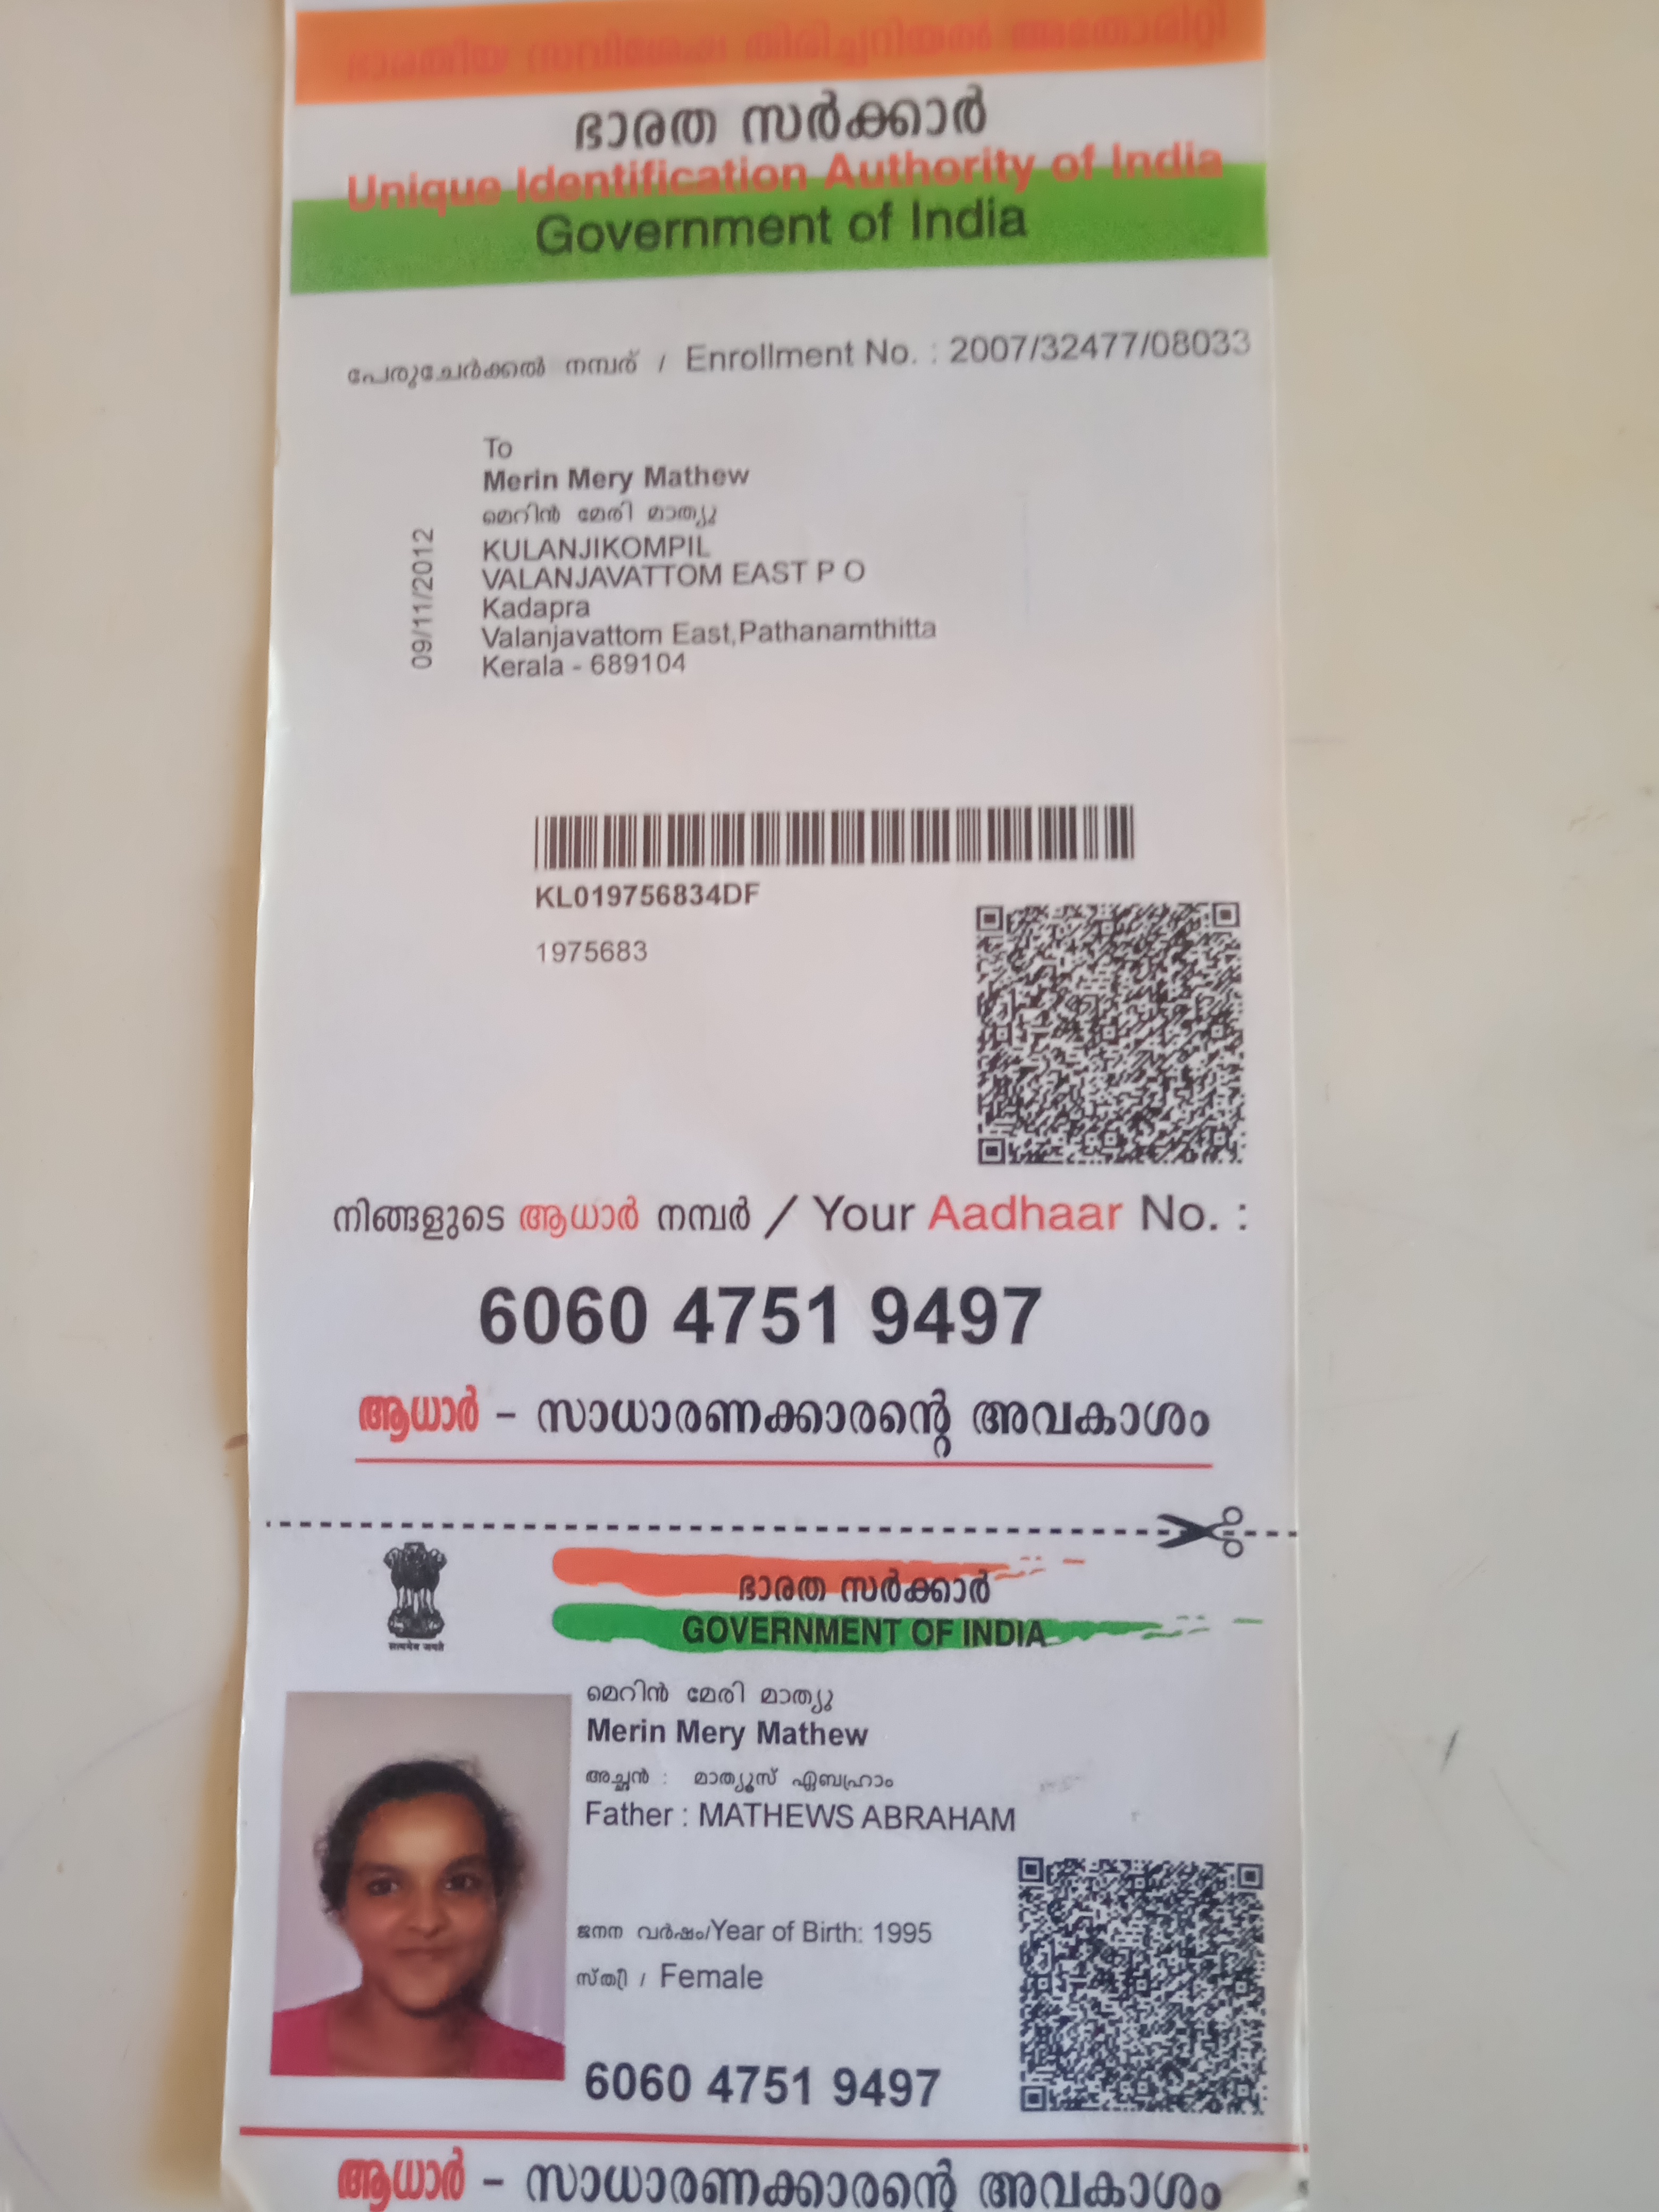 ഭാരതീയ സവിശേഷ തിരിച്ചറിയൽ അതോരിറ്റി
ഭാരത സർക്കാർ
Unique Identification Authority of India
Government of India
പേരുചേർക്കൽ നമ്പര് / Enrollment No. : 2007/32477/08033
To
Merin Mery Mathew
മെറിൻ മേരി മാത്യു
KULANJIKOMPIL
VALANJAVATTOM EAST P O
Kadapra
Valanjavattom East,Pathanamthitta
Kerala - 689104
09/11/2012
KL019756834DF
1975683
നിങ്ങളുടെ ആധാർ നമ്പർ / Your Aadhaar No. :
6060 4751 9497
ആധാർ – സാധാരണക്കാരന്റെ അവകാശം
सत्यमेव जयते
ഭാരത സർക്കാർ
GOVERNMENT OF INDIA
മെറിൻ മേരി മാത്യു
Merin Mery Mathew
അച്ഛൻ : മാത്യൂസ് ഏബഹ്രാം
Father : MATHEWS ABRAHAM
ജനന വർഷം/Year of Birth: 1995
സ്ത്രീ / Female
6060 4751 9497
ആധാർ – സാധാരണക്കാരന്റെ അവകാശം